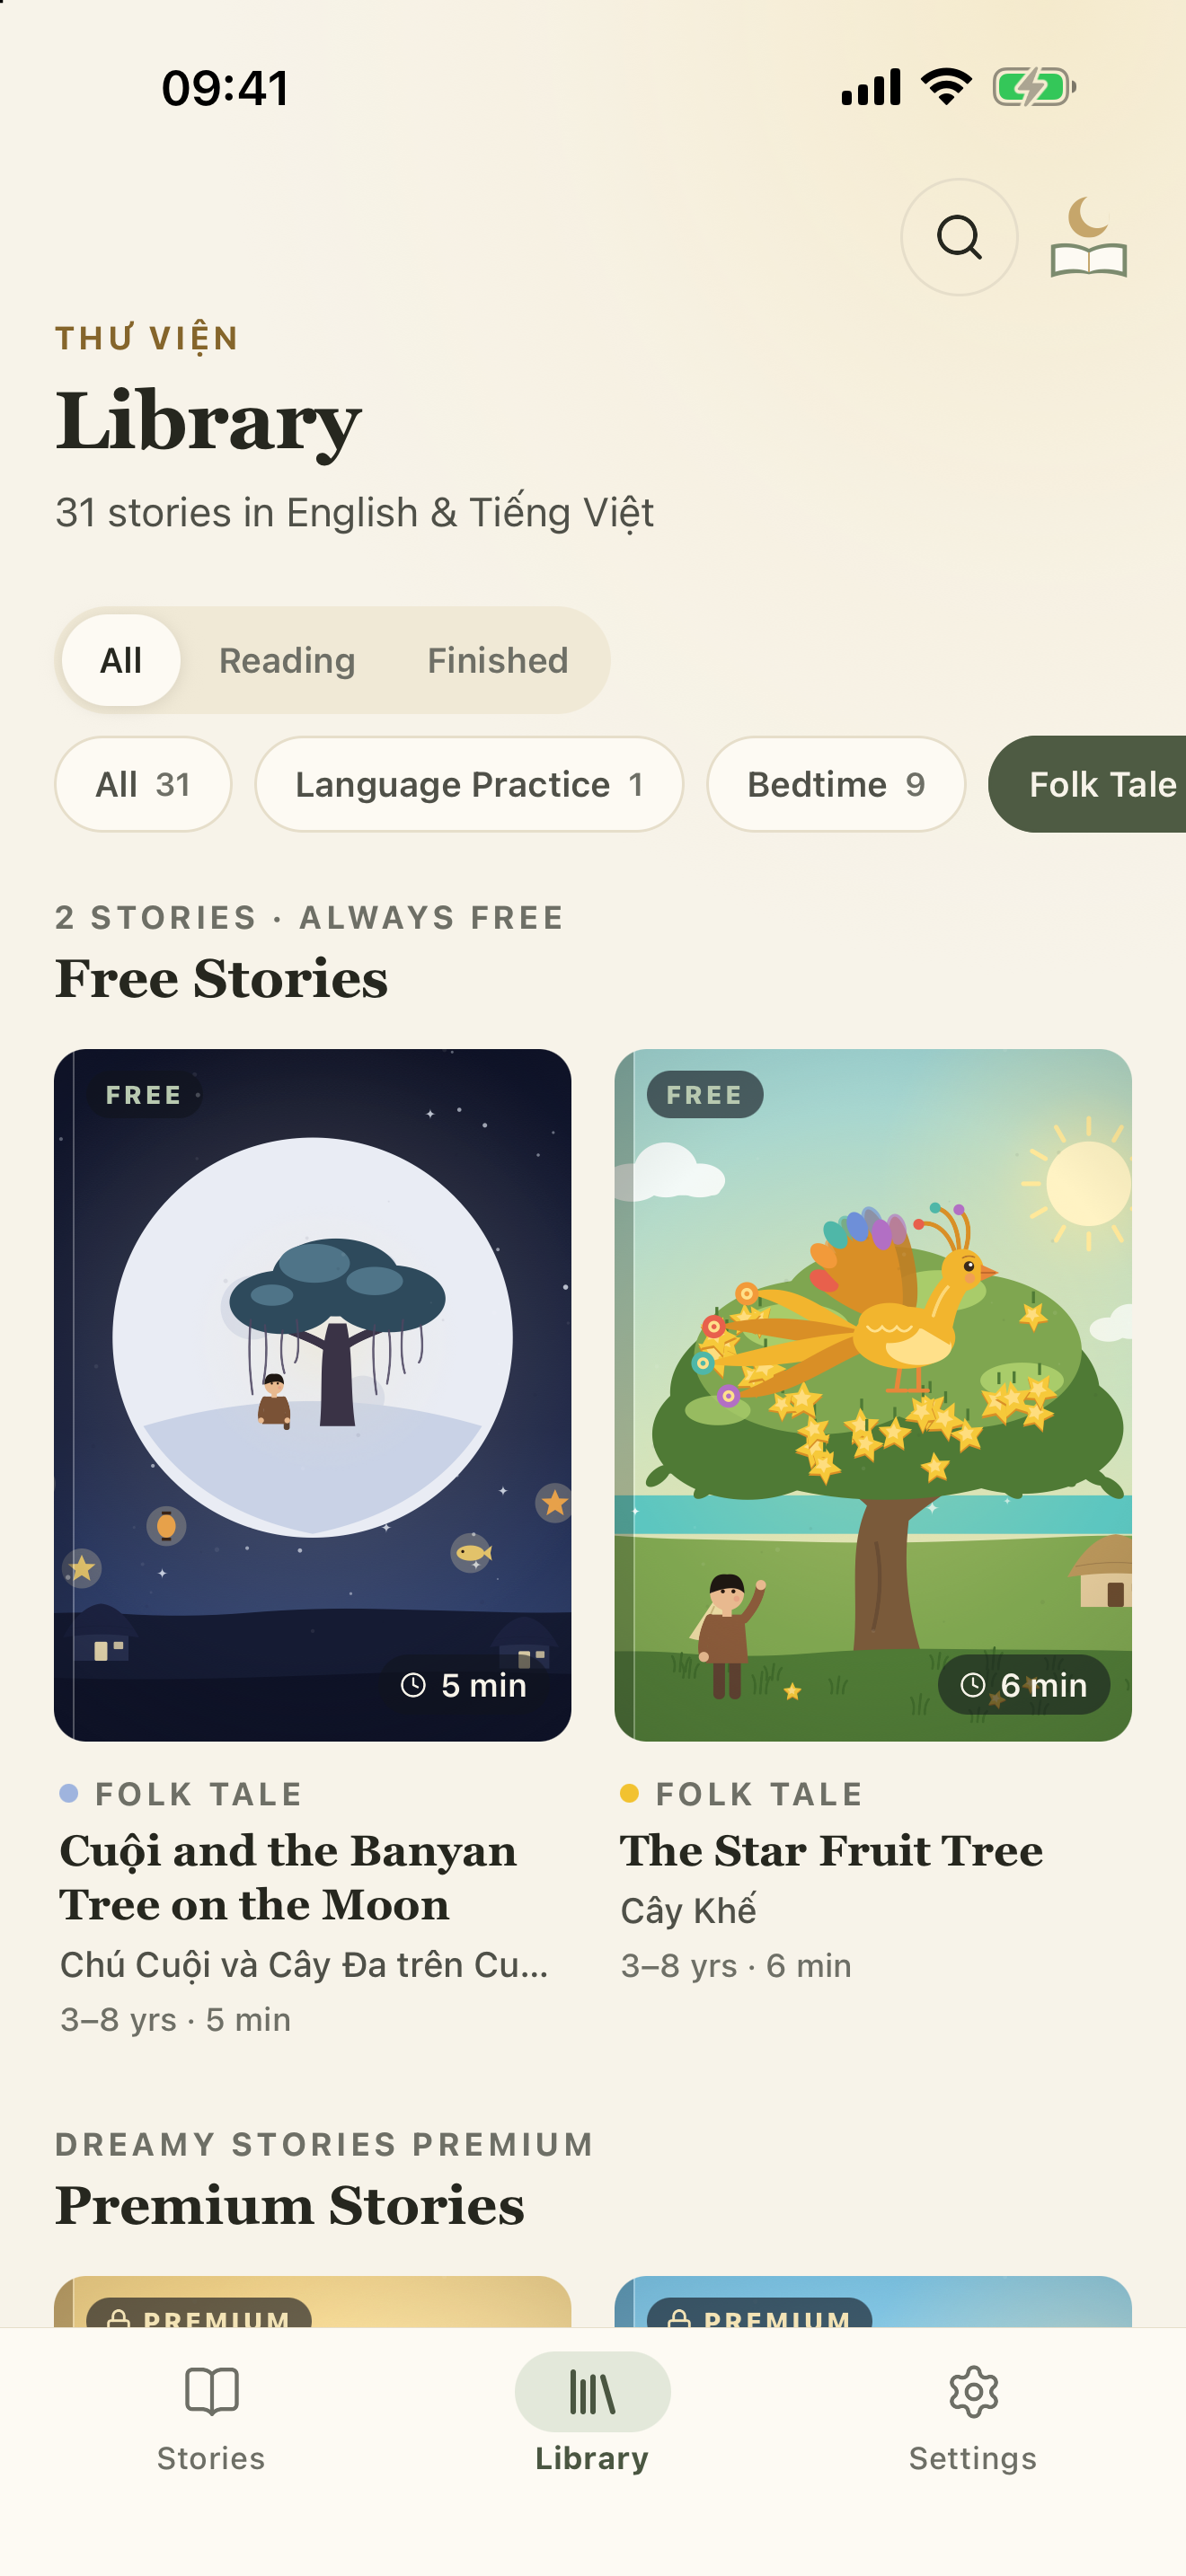 09:41
THƯ VIỆN
Library
31 stories in English & Tiếng Việt
All Reading Finished
All 31 Language Practice 1 Bedtime 9 Folk Tale
2 STORIES · ALWAYS FREE
Free Stories
FREE FREE
5 min 6 min
FOLK TALE
Cuội and the Banyan
Tree on the Moon
Chú Cuội và Cây Đa trên Cu...
3–8 yrs · 5 min
FOLK TALE
The Star Fruit Tree
Cây Khế
3–8 yrs · 6 min
DREAMY STORIES PREMIUM
Premium Stories
PREMIUM PREMIUM
Stories Library Settings